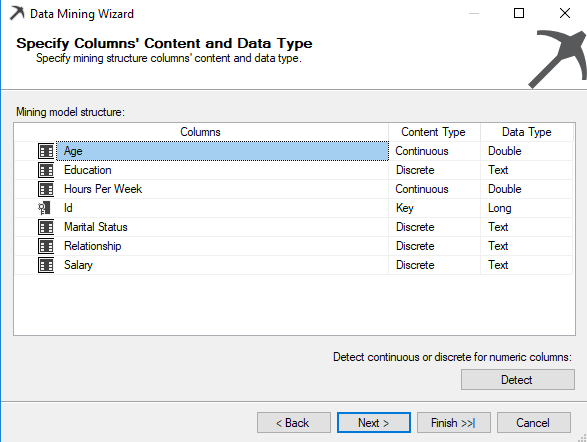 Data Mining Wizard
Specify Columns' Content and Data Type
Specify mining structure columns' content and data type.
Mining model structure:
Columns Content Type Data Type
Age Continuous Double
Education Discrete Text
Hours Per Week Continuous Double
Id Key Long
Marital Status Discrete Text
Relationship Discrete Text
Salary Discrete Text
Detect continuous or discrete for numeric columns:
Detect
< Back Next > Finish >>| Cancel